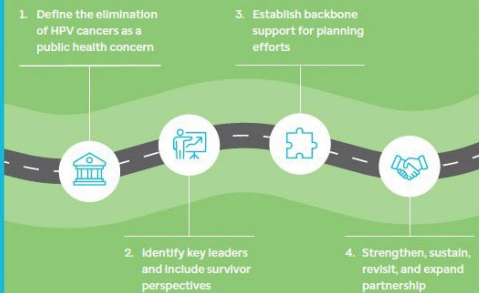 1. Define the elimination
of HPV cancers as a
public health concern
2. Identify key leaders
and include survivor
perspectives
3. Establish backbone
support for planning
efforts
4. Strengthen, sustain,
revisit, and expand
partnership